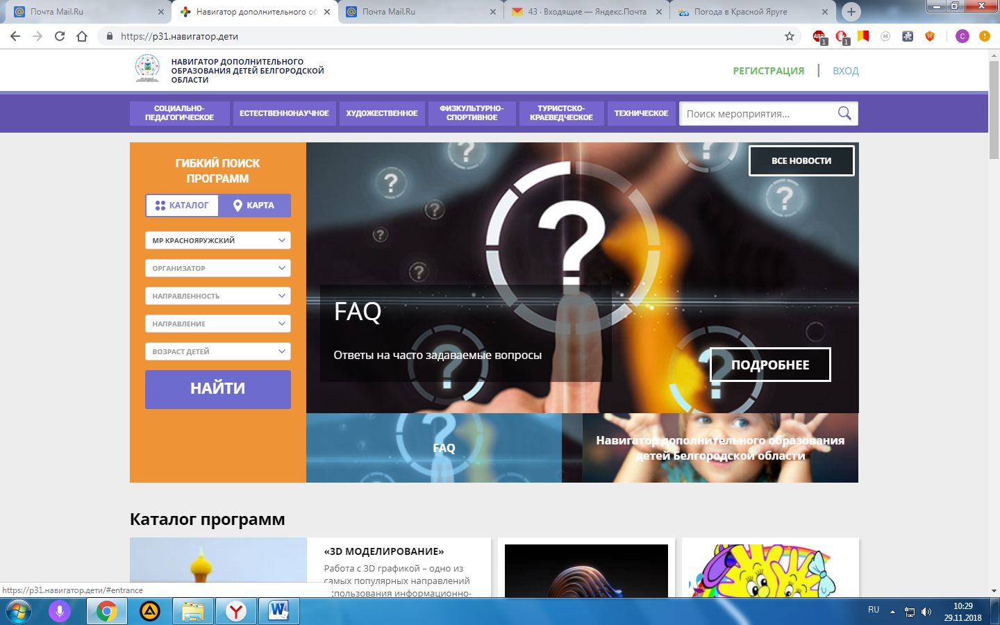 Почта Mail.Ru
Навигатор дополнительного об
Почта Mail.Ru
43 · Входящие — Яндекс.Почта
Погода в Красной Яруге
https://р31.навигатор.дети
1
1
M
С
НАВИГАТОР ДОПОЛНИТЕЛЬНОГО
ОБРАЗОВАНИЯ ДЕТЕЙ БЕЛГОРОДСКОЙ
ОБЛАСТИ
РЕГИСТРАЦИЯ | ВХОД
СОЦИАЛЬНО-
ПЕДАГОГИЧЕСКОЕ
ЕСТЕСТВЕННОНАУЧНОЕ
ХУДОЖЕСТВЕННОЕ
ФИЗКУЛЬТУРНО-
СПОРТИВНОЕ
ТУРИСТСКО-
КРАЕВЕДЧЕСКОЕ
ТЕХНИЧЕСКОЕ
Поиск мероприятия...
ГИБКИЙ ПОИСК
ПРОГРАММ
КАТАЛОГ
КАРТА
МР КРАСНОЯРУЖСКИЙ
ОРГАНИЗАТОР
НАПРАВЛЕННОСТЬ
НАПРАВЛЕНИЕ
ВОЗРАСТ ДЕТЕЙ
НАЙТИ
ВСЕ НОВОСТИ
FAQ
Ответы на часто задаваемые вопросы
ПОДРОБНЕЕ
FAQ
Навигатор дополнительного образования
детей Белгородской области
Каталог программ
«3D МОДЕЛИРОВАНИЕ»
Работа с 3D графикой – одно из
самых популярных направлений
использования информационно-
https://р31.навигатор.дети/#entrance
RU
10:29
29.11.2018